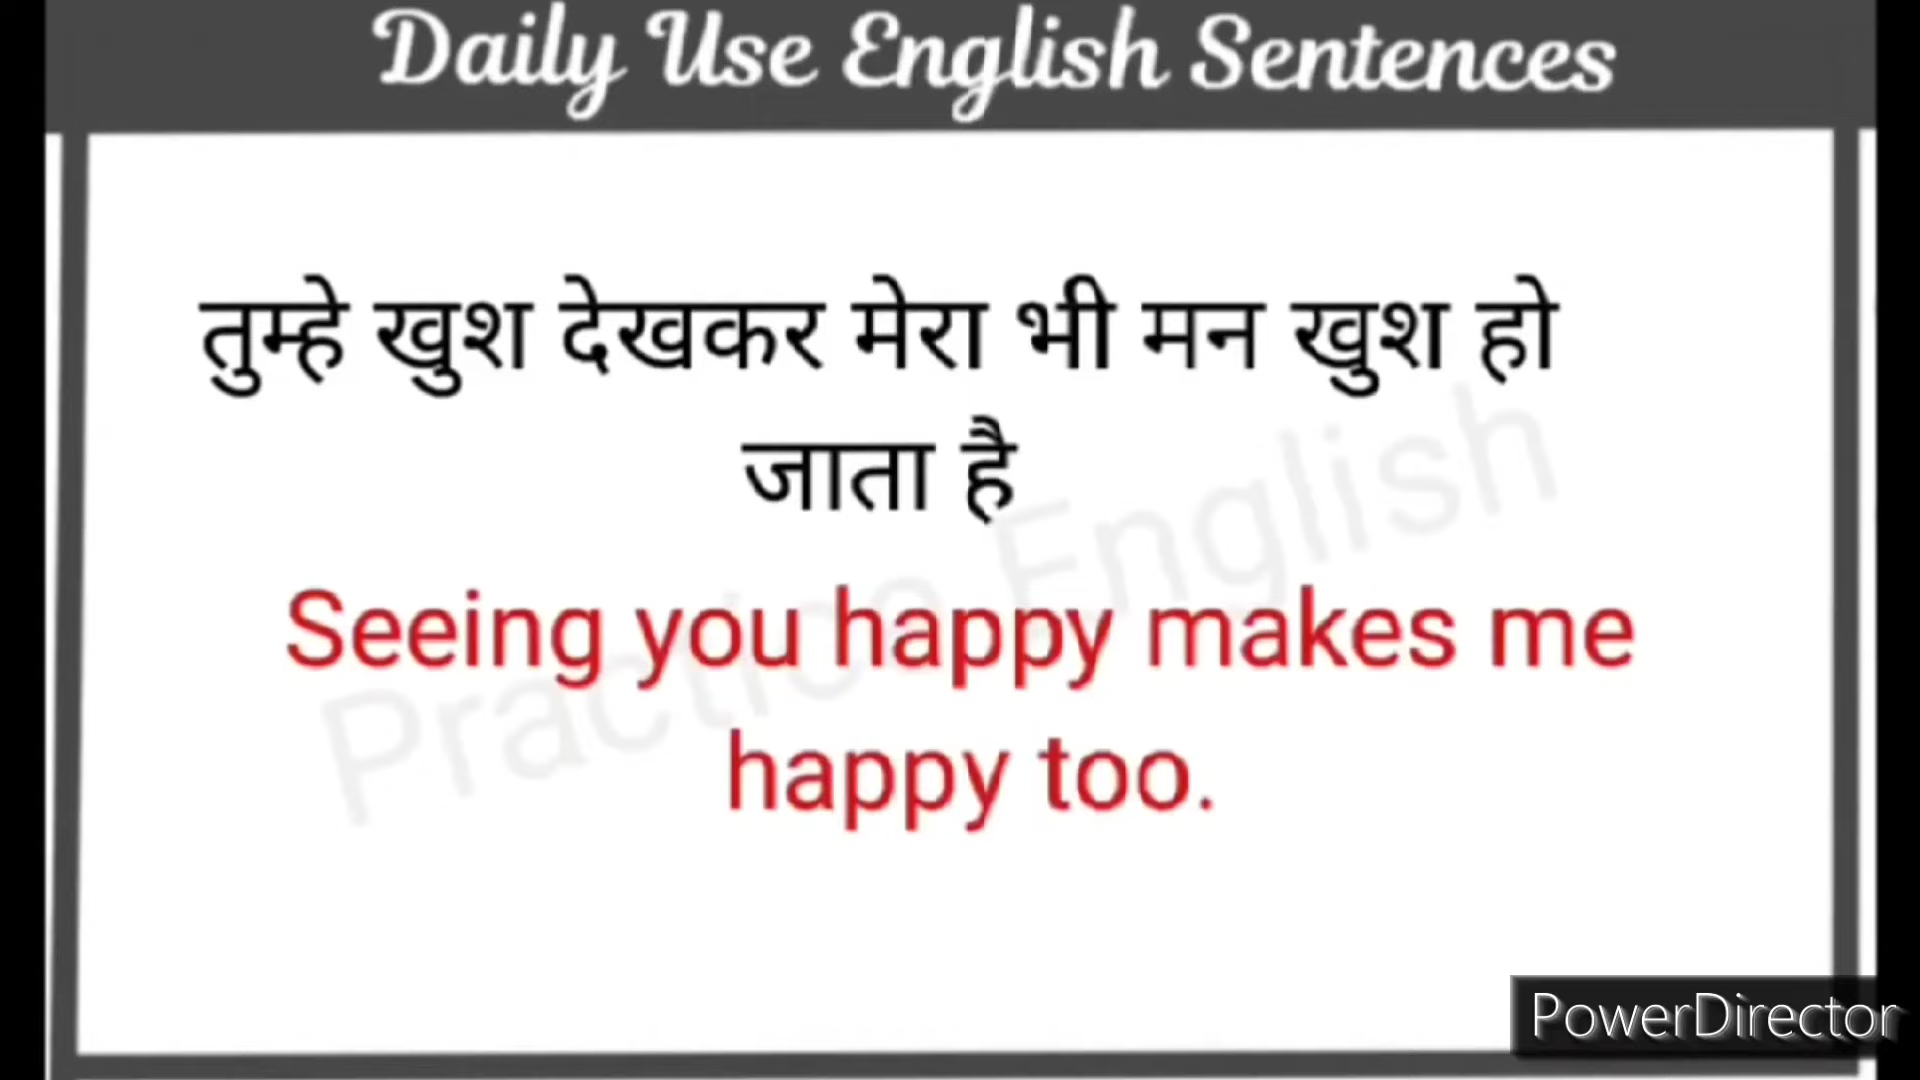 Daily Use English Sentences
तुम्हे खुश देखकर मेरा भी मन खुश हो
जाता है
Seeing you happy makes me
happy too.
Practice English
PowerDirector